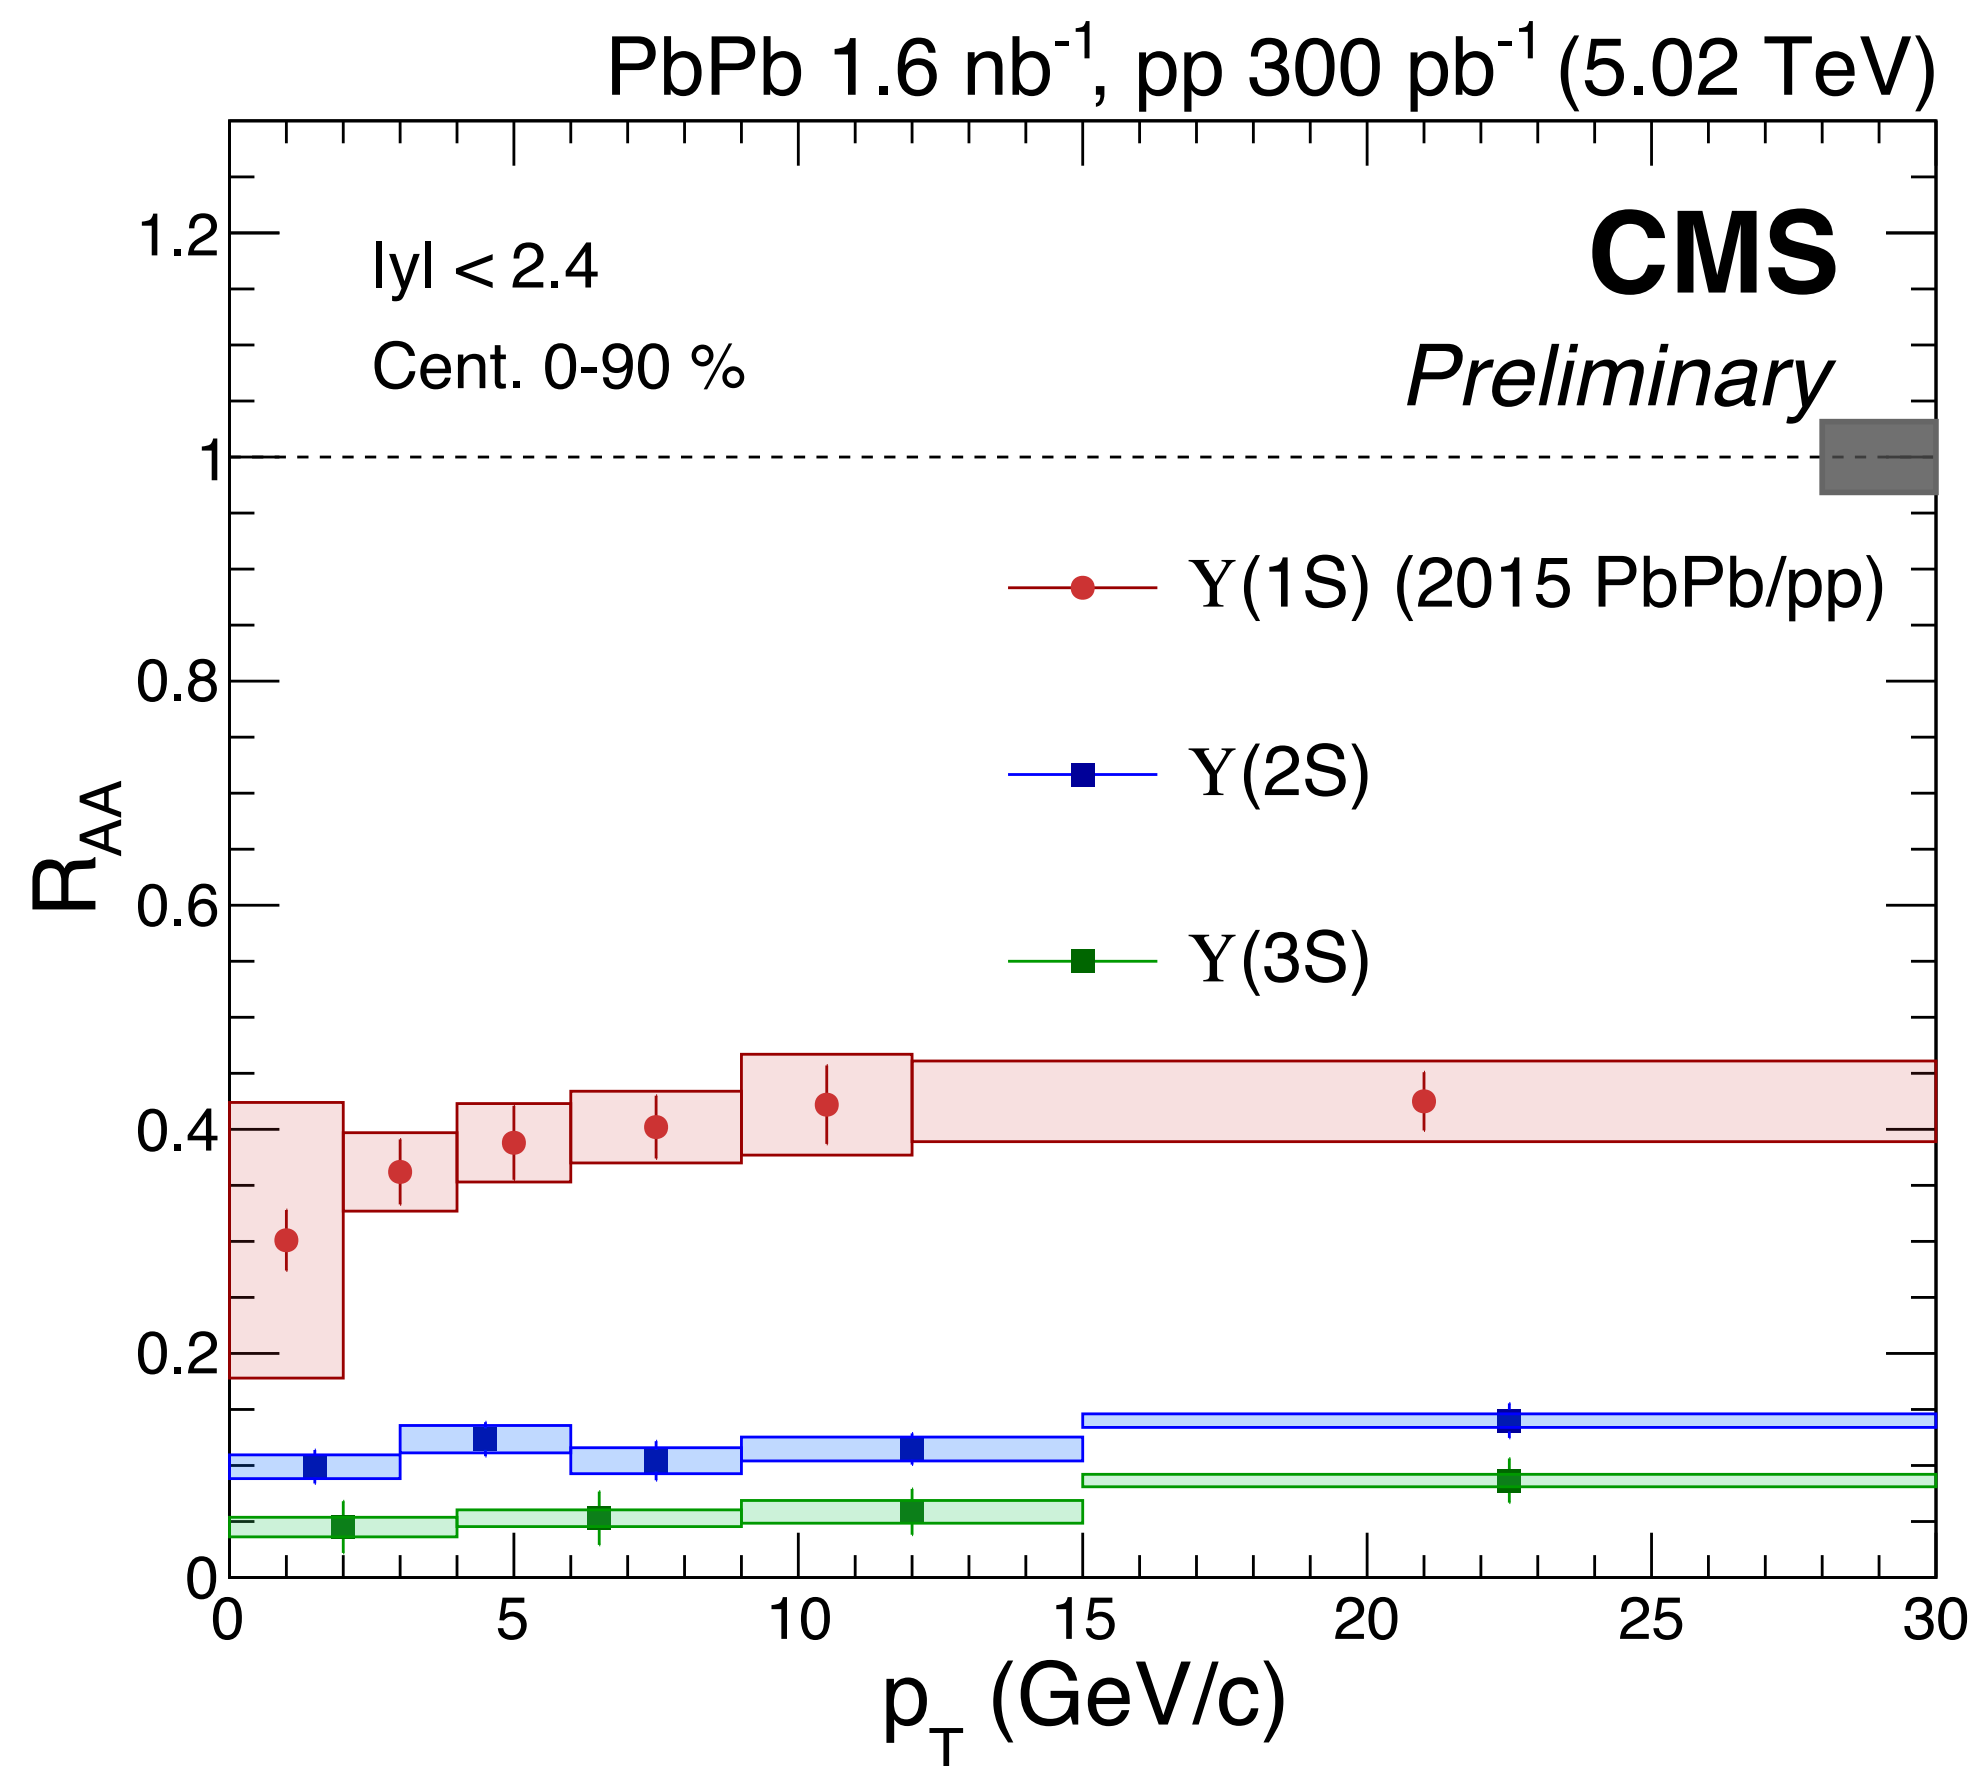 PbPb 1.6 nb⁻¹, pp 300 pb⁻¹ (5.02 TeV)
|y| < 2.4
CMS
Cent. 0-90 %
Preliminary
Υ(1S) (2015 PbPb/pp)
Υ(2S)
Υ(3S)
R_AA
1.2
1
0.8
0.6
0.4
0.2
0
0 5 10 15 20 25 30
p_T (GeV/c)